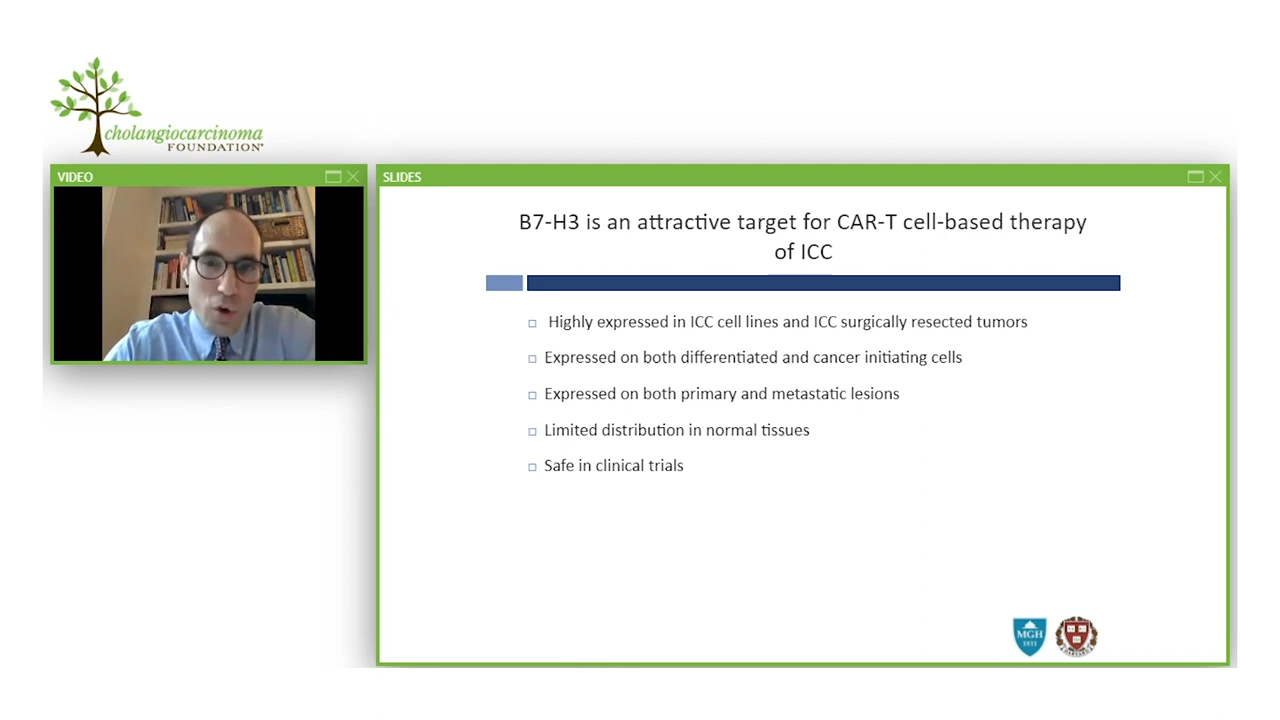 cholangiocarcinoma
FOUNDATION®
VIDEO
SLIDES
B7-H3 is an attractive target for CAR-T cell-based therapy
of ICC
Highly expressed in ICC cell lines and ICC surgically resected tumors
Expressed on both differentiated and cancer initiating cells
Expressed on both primary and metastatic lesions
Limited distribution in normal tissues
Safe in clinical trials
MGH
1811
HARVARD